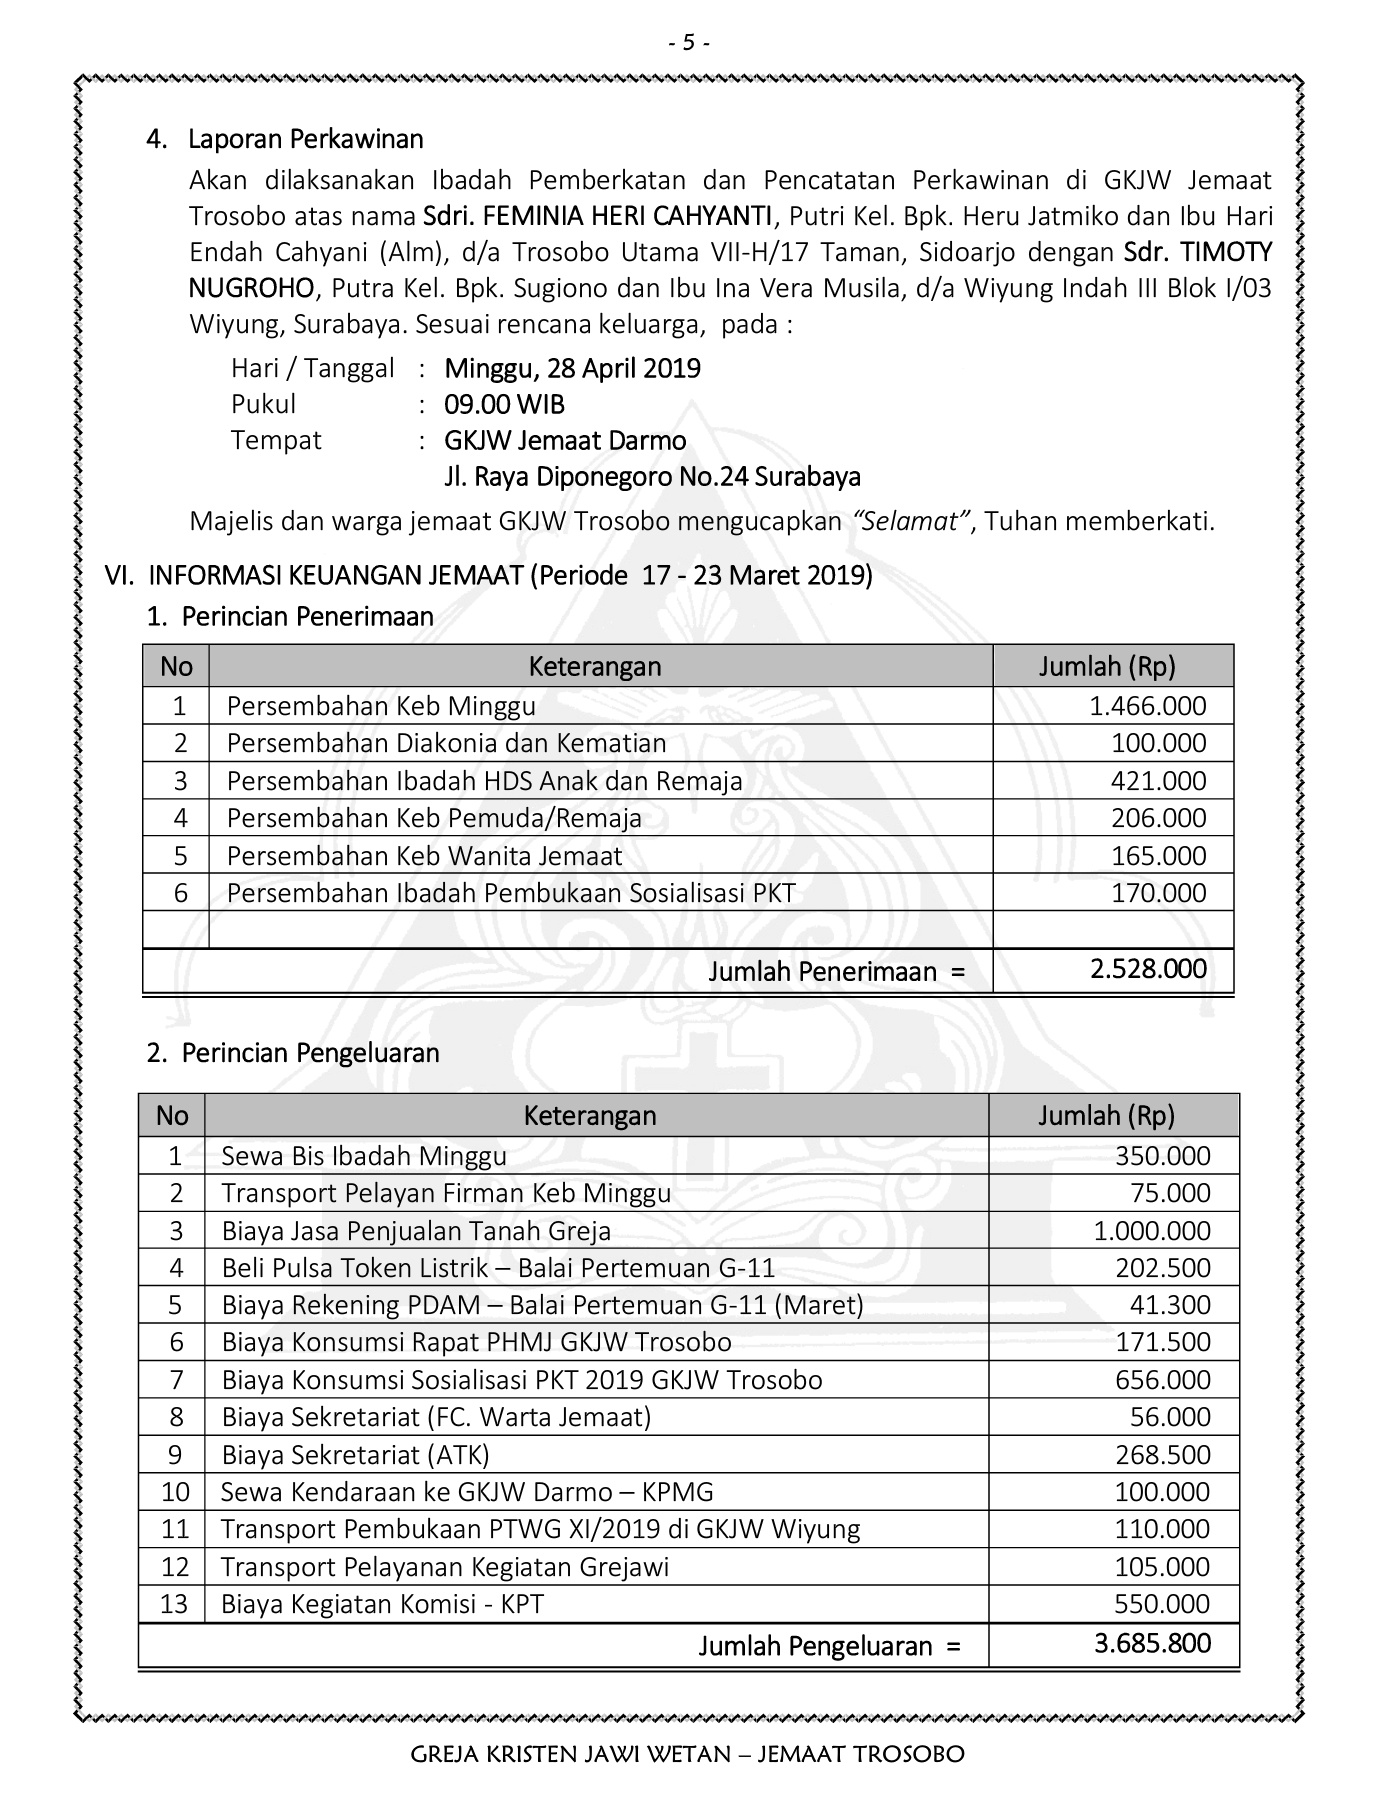 - 5 -
4. Laporan Perkawinan
Akan dilaksanakan Ibadah Pemberkatan dan Pencatatan Perkawinan di GKJW Jemaat
Trosobo atas nama Sdri. FEMINIA HERI CAHYANTI, Putri Kel. Bpk. Heru Jatmiko dan Ibu Hari
Endah Cahyani (Alm), d/a Trosobo Utama VII-H/17 Taman, Sidoarjo dengan Sdr. TIMOTY
NUGROHO, Putra Kel. Bpk. Sugiono dan Ibu Ina Vera Musila, d/a Wiyung Indah III Blok I/03
Wiyung, Surabaya. Sesuai rencana keluarga, pada :
Hari / Tanggal : Minggu, 28 April 2019
Pukul : 09.00 WIB
Tempat : GKJW Jemaat Darmo
Jl. Raya Diponegoro No.24 Surabaya
Majelis dan warga jemaat GKJW Trosobo mengucapkan “Selamat”, Tuhan memberkati.
VI. INFORMASI KEUANGAN JEMAAT (Periode 17 - 23 Maret 2019)
1. Perincian Penerimaan
No Keterangan Jumlah (Rp)
1 Persembahan Keb Minggu 1.466.000
2 Persembahan Diakonia dan Kematian 100.000
3 Persembahan Ibadah HDS Anak dan Remaja 421.000
4 Persembahan Keb Pemuda/Remaja 206.000
5 Persembahan Keb Wanita Jemaat 165.000
6 Persembahan Ibadah Pembukaan Sosialisasi PKT 170.000
Jumlah Penerimaan = 2.528.000
2. Perincian Pengeluaran
No Keterangan Jumlah (Rp)
1 Sewa Bis Ibadah Minggu 350.000
2 Transport Pelayan Firman Keb Minggu 75.000
3 Biaya Jasa Penjualan Tanah Greja 1.000.000
4 Beli Pulsa Token Listrik – Balai Pertemuan G-11 202.500
5 Biaya Rekening PDAM – Balai Pertemuan G-11 (Maret) 41.300
6 Biaya Konsumsi Rapat PHMJ GKJW Trosobo 171.500
7 Biaya Konsumsi Sosialisasi PKT 2019 GKJW Trosobo 656.000
8 Biaya Sekretariat (FC. Warta Jemaat) 56.000
9 Biaya Sekretariat (ATK) 268.500
10 Sewa Kendaraan ke GKJW Darmo – KPMG 100.000
11 Transport Pembukaan PTWG XI/2019 di GKJW Wiyung 110.000
12 Transport Pelayanan Kegiatan Grejawi 105.000
13 Biaya Kegiatan Komisi - KPT 550.000
Jumlah Pengeluaran = 3.685.800
GREJA KRISTEN JAWI WETAN – JEMAAT TROSOBO